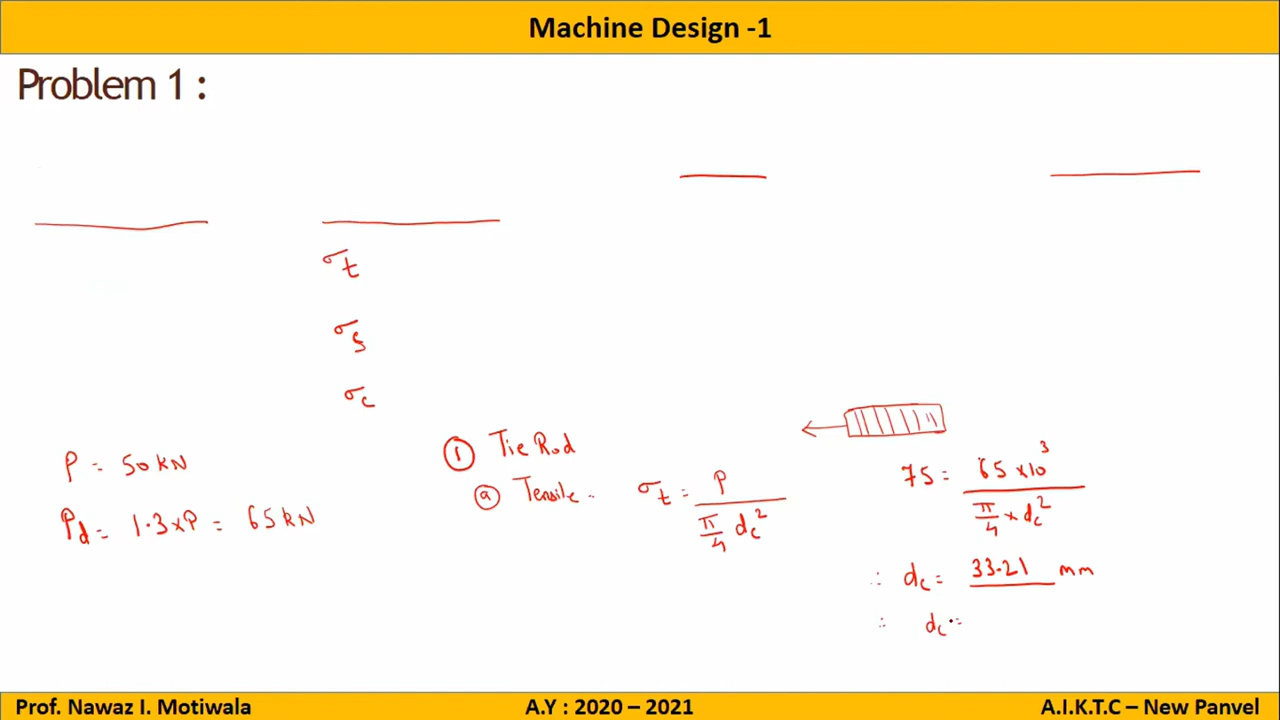 Machine Design -1
Problem 1 :
σt
σs
σc
P = 50 kN
Pd = 1.3 × P = 65 kN
① Tie Rod
ⓐ Tensile :
σt = P / (π/4 dc²)
75 = 65 × 10³ / (π/4 × dc²)
∴ dc = 33.21 mm
∴ dc =
Prof. Nawaz I. Motiwala
A.Y : 2020 – 2021
A.I.K.T.C – New Panvel